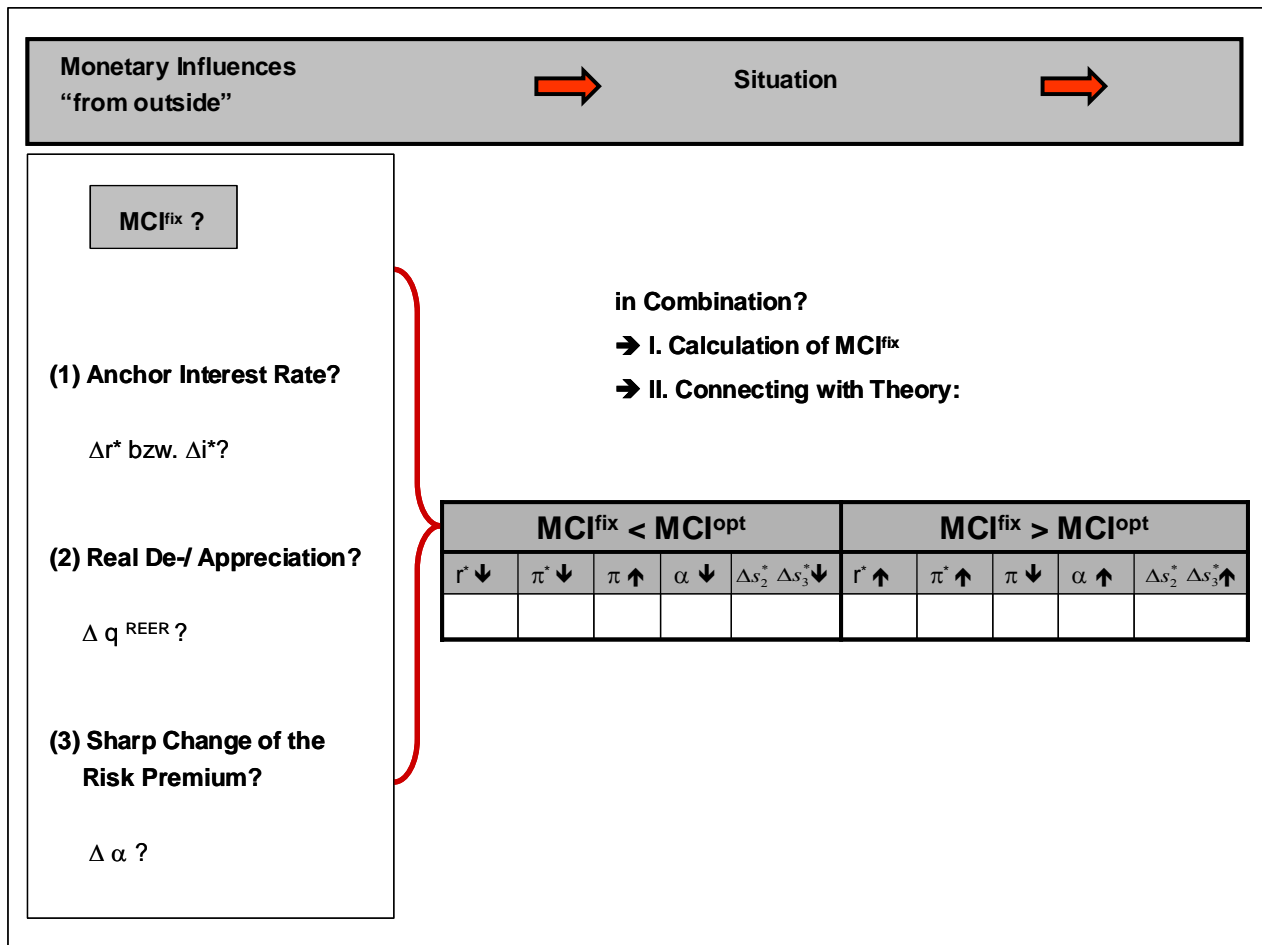 Monetary Influences
“from outside”
Situation
MCIfix ?
(1) Anchor Interest Rate?
Δr* bzw. Δi*?
(2) Real De-/ Appreciation?
Δ q REER ?
(3) Sharp Change of the
Risk Premium?
Δ α ?
in Combination?
➔ I. Calculation of MCIfix
➔ II. Connecting with Theory:
MCIfix < MCIopt MCIfix > MCIopt
r* ↓ π* ↓ π ↑ α ↓ Δs₂* Δs₃* ↓ r* ↑ π* ↑ π ↓ α ↑ Δs₂* Δs₃* ↑